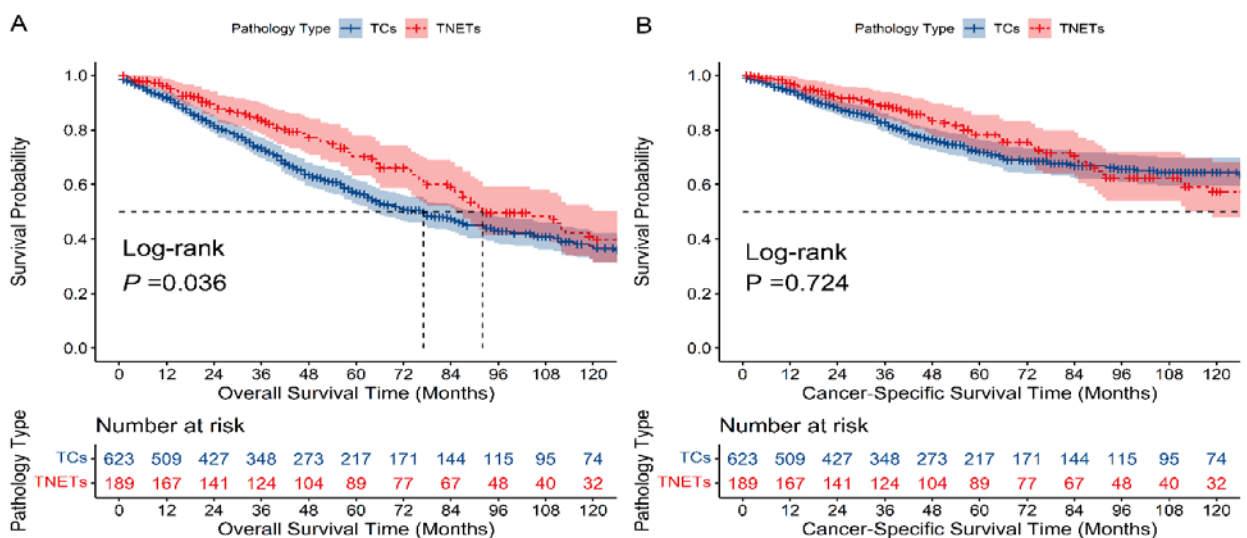 A
Pathology Type TCs TNETs
Survival Probability
1.0
0.8
0.6
0.4
0.2
0.0
Log-rank
P =0.036
0 12 24 36 48 60 72 84 96 108 120
Overall Survival Time (Months)
Number at risk
Pathology Type
TCs 623 509 427 348 273 217 171 144 115 95 74
TNETs 189 167 141 124 104 89 77 67 48 40 32
0 12 24 36 48 60 72 84 96 108 120
Overall Survival Time (Months)
B
Pathology Type TCs TNETs
Survival Probability
1.0
0.8
0.6
0.4
0.2
0.0
Log-rank
P =0.724
0 12 24 36 48 60 72 84 96 108 120
Cancer-Specific Survival Time (Months)
Number at risk
Pathology Type
TCs 623 509 427 348 273 217 171 144 115 95 74
TNETs 189 167 141 124 104 89 77 67 48 40 32
0 12 24 36 48 60 72 84 96 108 120
Cancer-Specific Survival Time (Months)